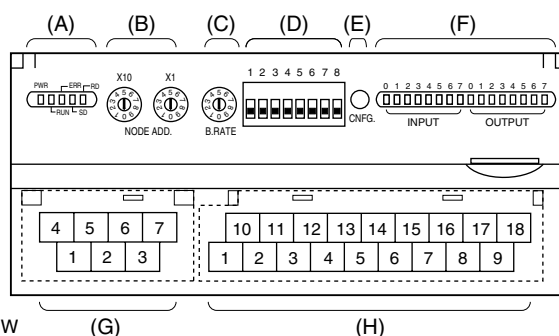 (A) (B) (C) (D) (E) (F)
X10 X1 1 2 3 4 5 6 7 8 0 1 2 3 4 5 6 7 0 1 2 3 4 5 6 7
PWR ERR RD
RUN SD
NODE ADD. B.RATE CNFG. INPUT OUTPUT
4 5 6 7 10 11 12 13 14 15 16 17 18
1 2 3 1 2 3 4 5 6 7 8 9
W (G) (H)